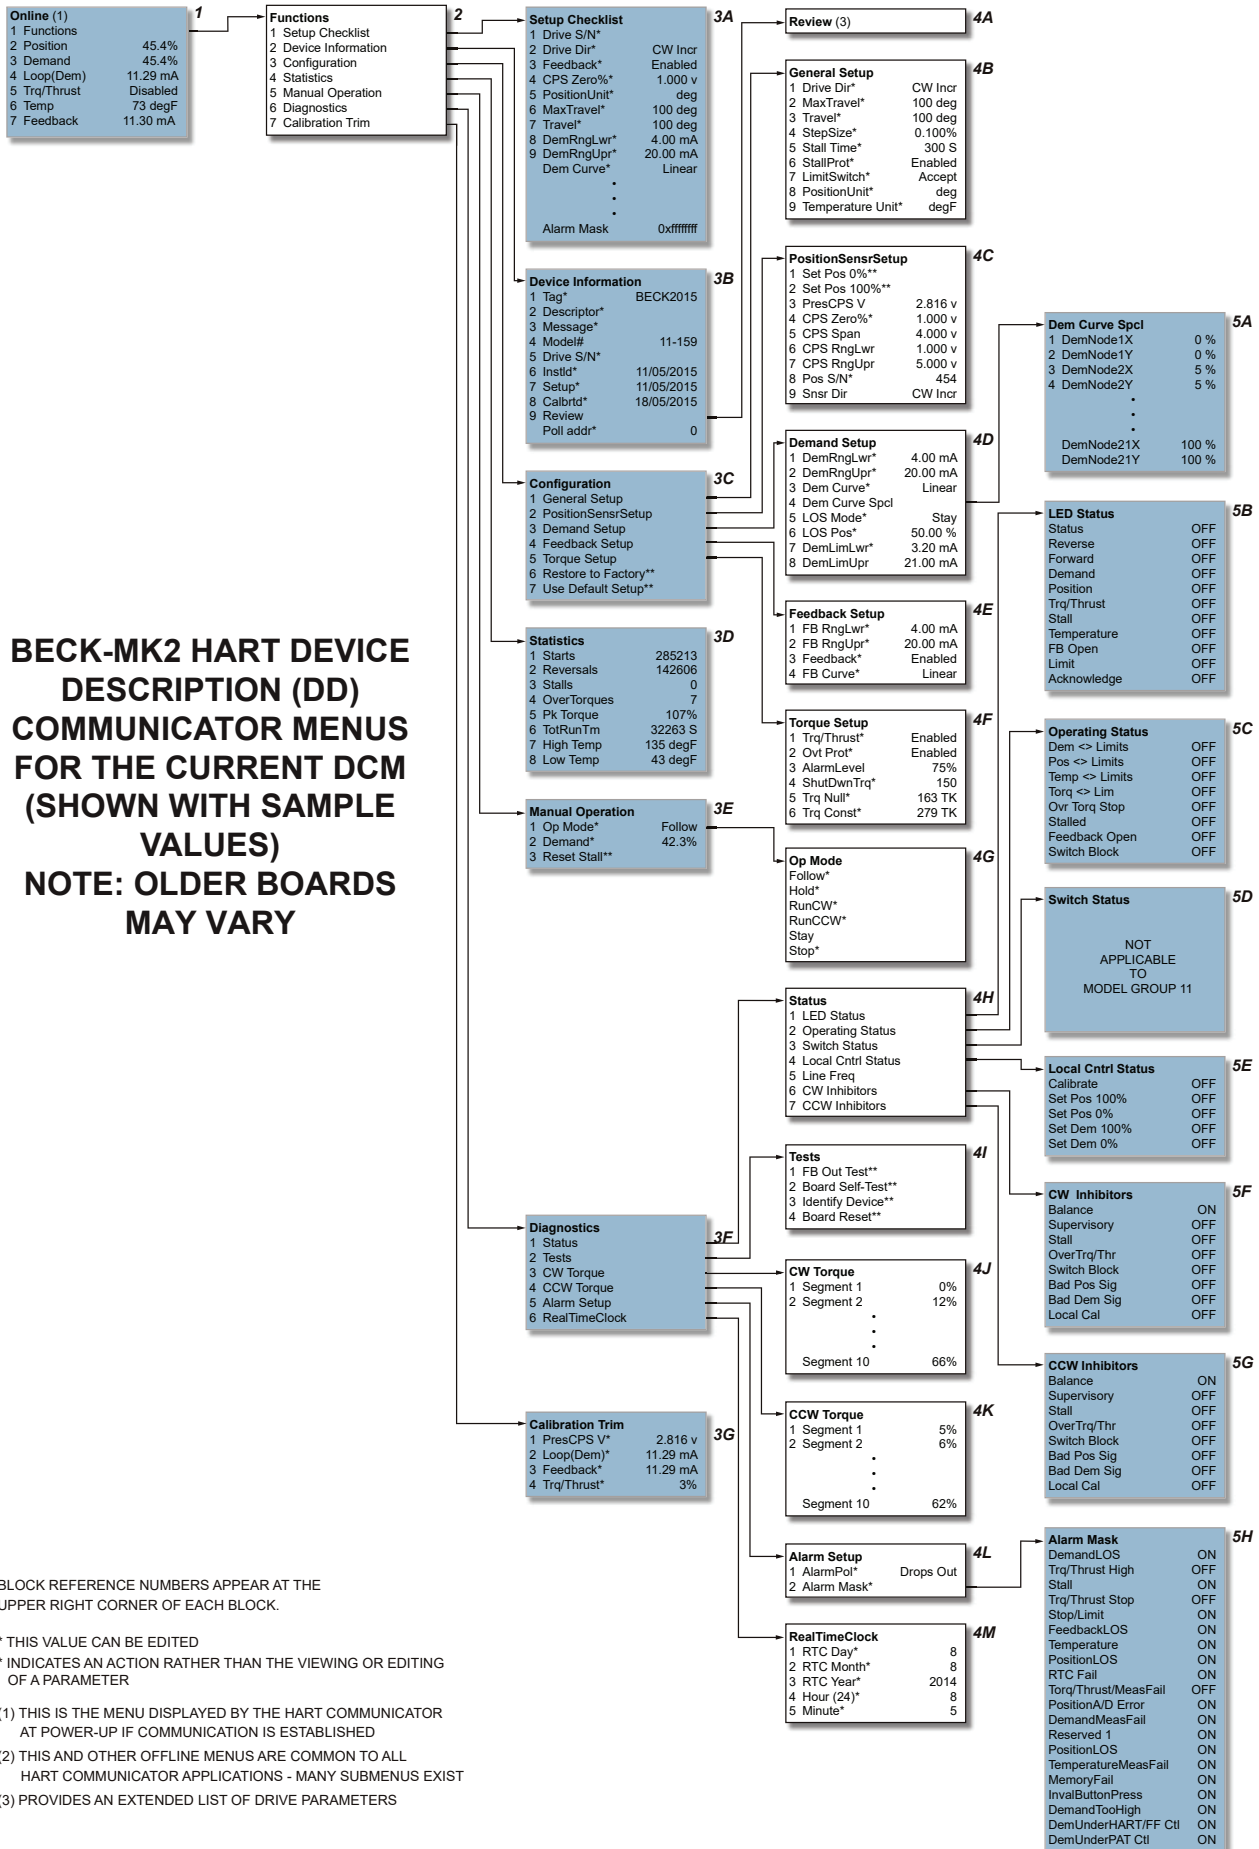 Online (1)
1 Functions
2 Position 45.4%
3 Demand 45.4%
4 Loop(Dem) 11.29 mA
5 Trq/Thrust Disabled
6 Temp 73 degF
7 Feedback 11.30 mA
1
Functions
1 Setup Checklist
2 Device Information
3 Configuration
4 Statistics
5 Manual Operation
6 Diagnostics
7 Calibration Trim
2
Setup Checklist
1 Drive S/N*
2 Drive Dir* CW Incr
3 Feedback* Enabled
4 CPS Zero%* 1.000 v
5 PositionUnit* deg
6 MaxTravel* 100 deg
7 Travel* 100 deg
8 DemRngLwr* 4.00 mA
9 DemRngUpr* 20.00 mA
Dem Curve* Linear
•
•
•
Alarm Mask 0xffffffff
3A
Device Information
1 Tag* BECK2015
2 Descriptor*
3 Message*
4 Model# 11-159
5 Drive S/N*
6 Instld* 11/05/2015
7 Setup* 11/05/2015
8 Calbrtd* 18/05/2015
9 Review
Poll addr* 0
3B
Configuration
1 General Setup
2 PositionSensrSetup
3 Demand Setup
4 Feedback Setup
5 Torque Setup
6 Restore to Factory**
7 Use Default Setup**
3C
Statistics
1 Starts 285213
2 Reversals 142606
3 Stalls 0
4 OverTorques 7
5 Pk Torque 107%
6 TotRunTm 32263 S
7 High Temp 135 degF
8 Low Temp 43 degF
3D
Manual Operation
1 Op Mode* Follow
2 Demand* 42.3%
3 Reset Stall**
3E
Diagnostics
1 Status
2 Tests
3 CW Torque
4 CCW Torque
5 Alarm Setup
6 RealTimeClock
3F
Calibration Trim
1 PresCPS V* 2.816 v
2 Loop(Dem)* 11.29 mA
3 Feedback* 11.29 mA
4 Trq/Thrust* 3%
3G
Review (3)
4A
General Setup
1 Drive Dir* CW Incr
2 MaxTravel* 100 deg
3 Travel* 100 deg
4 StepSize* 0.100%
5 Stall Time* 300 S
6 StallProt* Enabled
7 LimitSwitch* Accept
8 PositionUnit* deg
9 Temperature Unit* degF
4B
PositionSensrSetup
1 Set Pos 0%**
2 Set Pos 100%**
3 PresCPS V 2.816 v
4 CPS Zero%* 1.000 v
5 CPS Span 4.000 v
6 CPS RngLwr 1.000 v
7 CPS RngUpr 5.000 v
8 Pos S/N* 454
9 Snsr Dir CW Incr
4C
Demand Setup
1 DemRngLwr* 4.00 mA
2 DemRngUpr* 20.00 mA
3 Dem Curve* Linear
4 Dem Curve Spcl
5 LOS Mode* Stay
6 LOS Pos* 50.00 %
7 DemLimLwr* 3.20 mA
8 DemLimUpr 21.00 mA
4D
Feedback Setup
1 FB RngLwr* 4.00 mA
2 FB RngUpr* 20.00 mA
3 Feedback* Enabled
4 FB Curve* Linear
4E
Torque Setup
1 Trq/Thrust* Enabled
2 Ovt Prot* Enabled
3 AlarmLevel 75%
4 ShutDwnTrq* 150
5 Trq Null* 163 TK
6 Trq Const* 279 TK
4F
Op Mode
Follow*
Hold*
RunCW*
RunCCW*
Stay
Stop*
4G
Status
1 LED Status
2 Operating Status
3 Switch Status
4 Local Cntrl Status
5 Line Freq
6 CW Inhibitors
7 CCW Inhibitors
4H
Tests
1 FB Out Test**
2 Board Self-Test**
3 Identify Device**
4 Board Reset**
4I
CW Torque
1 Segment 1 0%
2 Segment 2 12%
•
•
•
Segment 10 66%
4J
CCW Torque
1 Segment 1 5%
2 Segment 2 6%
•
•
•
Segment 10 62%
4K
Alarm Setup
1 AlarmPol* Drops Out
2 Alarm Mask*
4L
RealTimeClock
1 RTC Day* 8
2 RTC Month* 8
3 RTC Year* 2014
4 Hour (24)* 8
5 Minute* 5
4M
Dem Curve Spcl
1 DemNode1X 0 %
2 DemNode1Y 0 %
3 DemNode2X 5 %
4 DemNode2Y 5 %
•
•
•
DemNode21X 100 %
DemNode21Y 100 %
5A
LED Status
Status OFF
Reverse OFF
Forward OFF
Demand OFF
Position OFF
Trq/Thrust OFF
Stall OFF
Temperature OFF
FB Open OFF
Limit OFF
Acknowledge OFF
5B
Operating Status
Dem <> Limits OFF
Pos <> Limits OFF
Temp <> Limits OFF
Torq <> Lim OFF
Ovr Torq Stop OFF
Stalled OFF
Feedback Open OFF
Switch Block OFF
5C
Switch Status
NOT
APPLICABLE
TO
MODEL GROUP 11
5D
Local Cntrl Status
Calibrate OFF
Set Pos 100% OFF
Set Pos 0% OFF
Set Dem 100% OFF
Set Dem 0% OFF
5E
CW Inhibitors
Balance ON
Supervisory OFF
Stall OFF
OverTrq/Thr OFF
Switch Block OFF
Bad Pos Sig OFF
Bad Dem Sig OFF
Local Cal OFF
5F
CCW Inhibitors
Balance ON
Supervisory OFF
Stall OFF
OverTrq/Thr OFF
Switch Block OFF
Bad Pos Sig OFF
Bad Dem Sig OFF
Local Cal OFF
5G
Alarm Mask
DemandLOS ON
Trq/Thrust High OFF
Stall ON
Trq/Thrust Stop OFF
Stop/Limit ON
FeedbackLOS ON
Temperature ON
PositionLOS ON
RTC Fail ON
Torq/Thrust/MeasFail OFF
PositionA/D Error ON
DemandMeasFail ON
Reserved 1 ON
PositionLOS ON
TemperatureMeasFail ON
MemoryFail ON
InvalButtonPress ON
DemandTooHigh ON
DemUnderHART/FF Ctl ON
DemUnderPAT Ctl ON
5H
BECK-MK2 HART DEVICE
DESCRIPTION (DD)
COMMUNICATOR MENUS
FOR THE CURRENT DCM
(SHOWN WITH SAMPLE
VALUES)
NOTE: OLDER BOARDS
MAY VARY
BLOCK REFERENCE NUMBERS APPEAR AT THE
UPPER RIGHT CORNER OF EACH BLOCK.
* THIS VALUE CAN BE EDITED
* INDICATES AN ACTION RATHER THAN THE VIEWING OR EDITING
OF A PARAMETER
(1) THIS IS THE MENU DISPLAYED BY THE HART COMMUNICATOR
AT POWER-UP IF COMMUNICATION IS ESTABLISHED
(2) THIS AND OTHER OFFLINE MENUS ARE COMMON TO ALL
HART COMMUNICATOR APPLICATIONS - MANY SUBMENUS EXIST
(3) PROVIDES AN EXTENDED LIST OF DRIVE PARAMETERS